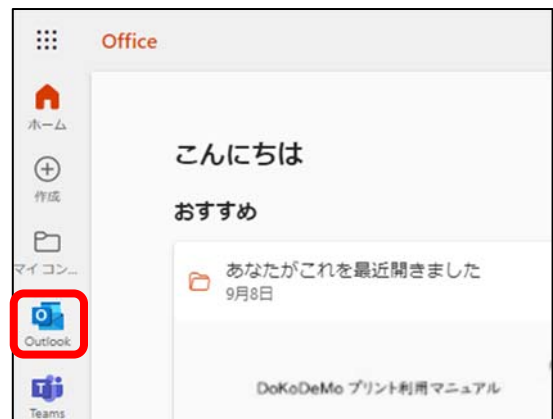 Office
ホーム
作成
マイ コン...
Outlook
Teams
こんにちは
おすすめ
あなたがこれを最近開きました
9月8日
DoKoDeMo プリント利用マニュアル